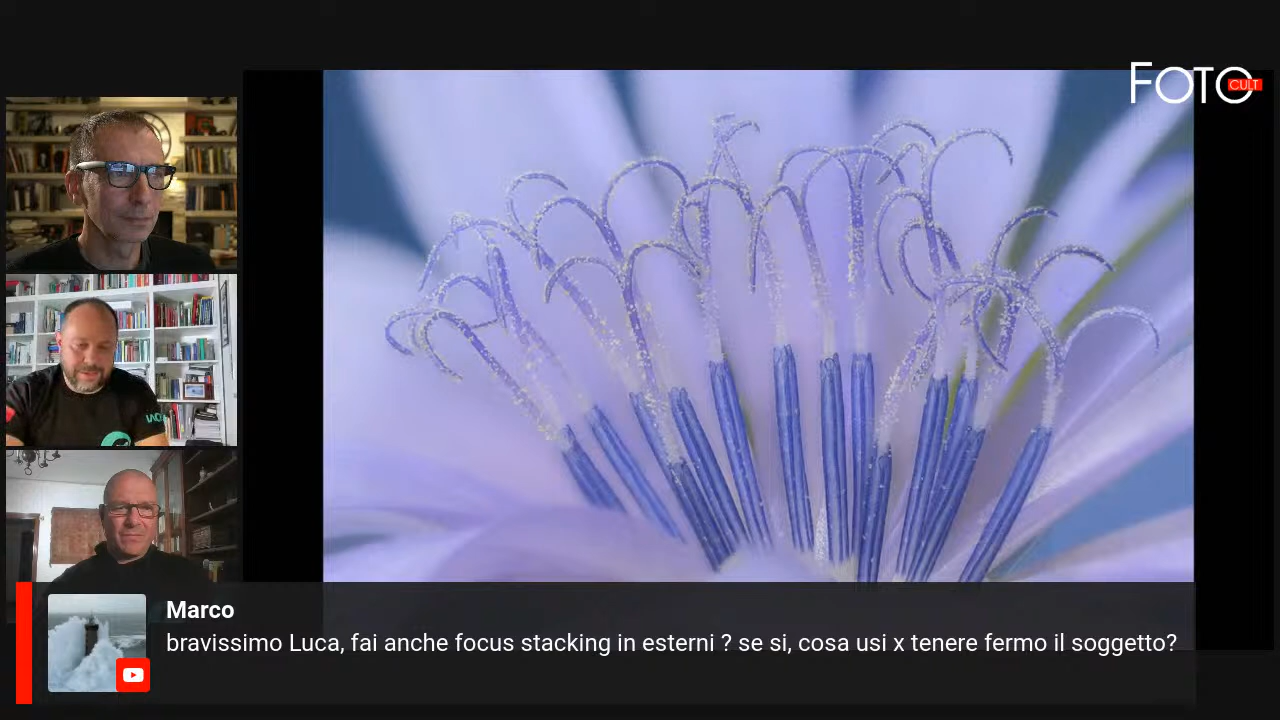 FOTO
CULT
Marco
bravissimo Luca, fai anche focus stacking in esterni ? se si, cosa usi x tenere fermo il soggetto?